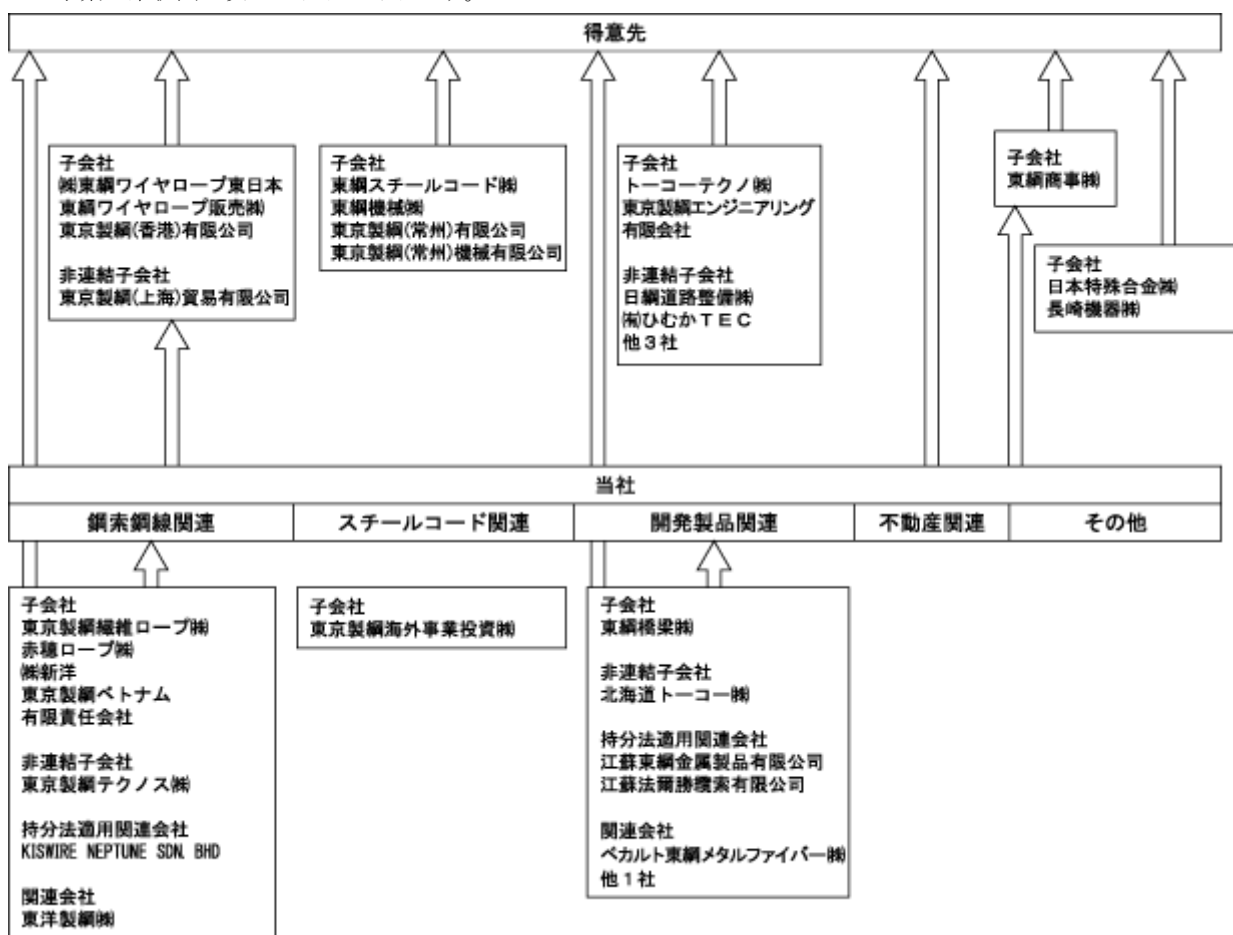 得意先
子会社
㈱東綱ワイヤロープ東日本
東綱ワイヤロープ販売㈱
東京製綱(香港)有限公司
非連結子会社
東京製綱(上海)貿易有限公司
子会社
東綱スチールコード㈱
東綱機械㈱
東京製綱(常州)有限公司
東京製綱(常州)機械有限公司
子会社
トーコーテクノ㈱
東京製綱エンジニアリング
有限会社
非連結子会社
日綱道路整備㈱
㈲ひむかＴＥＣ
他３社
子会社
東綱商事㈱
子会社
日本特殊合金㈱
長崎機器㈱
当社
鋼索鋼線関連
スチールコード関連
開発製品関連
不動産関連
その他
子会社
東京製綱繊維ロープ㈱
赤穂ロープ㈱
㈱新洋
東京製綱ベトナム
有限責任会社
非連結子会社
東京製綱テクノス㈱
持分法適用関連会社
KISWIRE NEPTUNE SDN. BHD
関連会社
東洋製綱㈱
子会社
東京製綱海外事業投資㈱
子会社
東綱橋梁㈱
非連結子会社
北海道トーコー㈱
持分法適用関連会社
江蘇東綱金属製品有限公司
江蘇法爾勝纜索有限公司
関連会社
ベカルト東綱メタルファイバー㈱
他１社